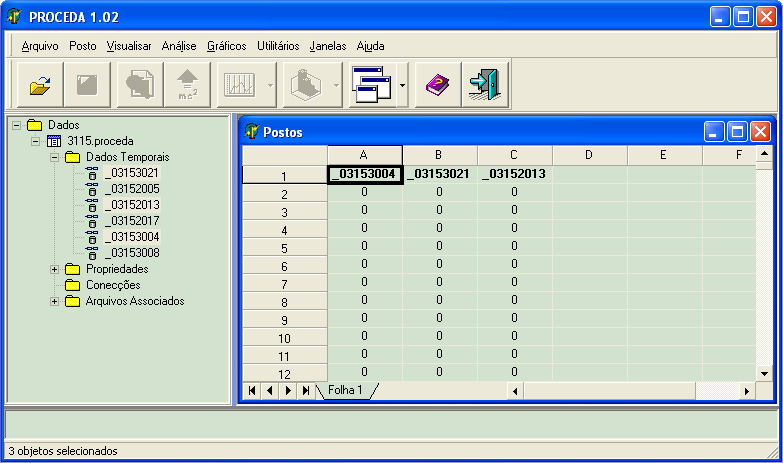 PROCEDA 1.02
Arquivo Posto Visualisar Análise Gráficos Utilitários Janelas Ajuda
mc²
Dados
3115.proceda
Dados Temporais
_03153021
_03152005
_03152013
_03152017
_03153004
_03153008
Propriedades
Conecções
Arquivos Associados
Postos
A B C D E F
1 _03153004 _03153021 _03152013
2 0 0 0
3 0 0 0
4 0 0 0
5 0 0 0
6 0 0 0
7 0 0 0
8 0 0 0
9 0 0 0
10 0 0 0
11 0 0 0
12 0 0 0
Folha 1
3 objetos selecionados